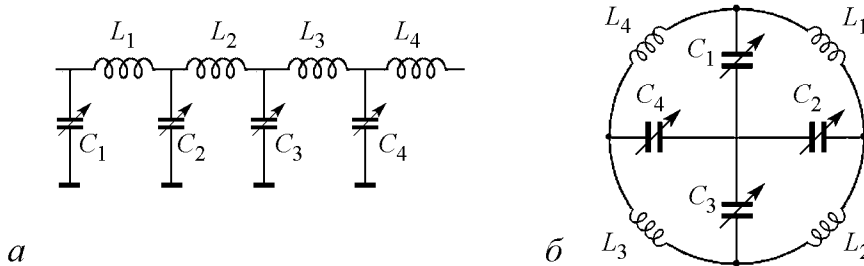 L1 L2 L3 L4
C1 C2 C3 C4
а
L4 L1
C1
C4 C2
C3
L3 L2
б